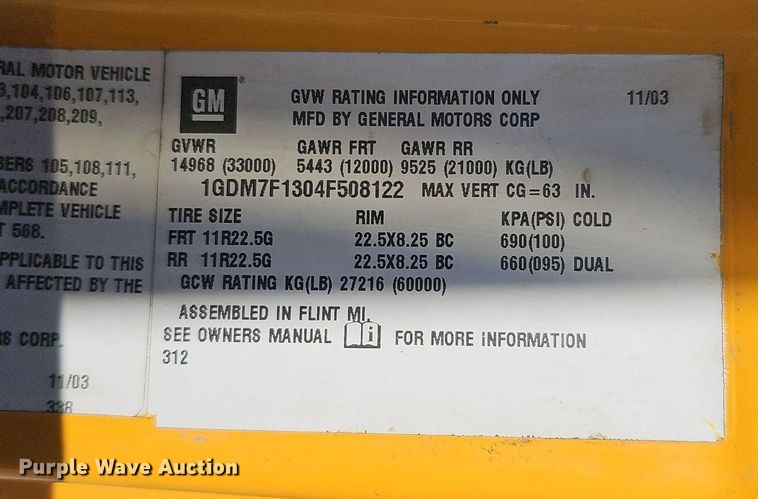 RAL MOTOR VEHICLE
3,104,106,107,113,
,207,208,209,
BERS 105,108,111,
ACCORDANCE
MPLETE VEHICLE
T 568.
PPLICABLE TO THIS
AFFECTED BY THE
RS CORP.
11/03
338
GM®
GVW RATING INFORMATION ONLY 11/03
MFD BY GENERAL MOTORS CORP
GVWR GAWR FRT GAWR RR
14968 (33000) 5443 (12000) 9525 (21000) KG(LB)
1GDM7F1304F508122 MAX VERT CG=63 IN.
TIRE SIZE RIM KPA(PSI) COLD
FRT 11R22.5G 22.5X8.25 BC 690(100)
RR 11R22.5G 22.5X8.25 BC 660(095) DUAL
GCW RATING KG(LB) 27216 (60000)
ASSEMBLED IN FLINT MI.
SEE OWNERS MANUAL i FOR MORE INFORMATION
312
Purple Wave Auction